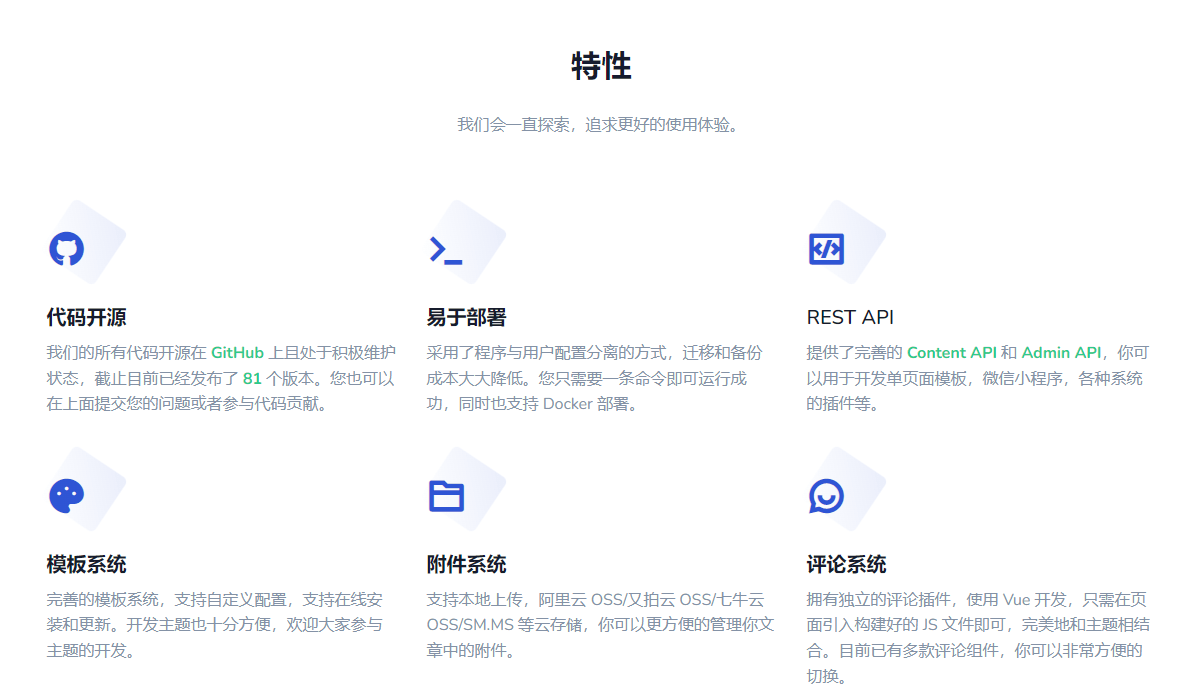 特性
我们会一直探索，追求更好的使用体验。
代码开源
我们的所有代码开源在 GitHub 上且处于积极维护
状态，截止目前已经发布了 81 个版本。您也可以
在上面提交您的问题或者参与代码贡献。
易于部署
采用了程序与用户配置分离的方式，迁移和备份
成本大大降低。您只需要一条命令即可运行成
功，同时也支持 Docker 部署。
REST API
提供了完善的 Content API 和 Admin API，你可
以用于开发单页面模板，微信小程序，各种系统
的插件等。
模板系统
完善的模板系统，支持自定义配置，支持在线安
装和更新。开发主题也十分方便，欢迎大家参与
主题的开发。
附件系统
支持本地上传，阿里云 OSS/又拍云 OSS/七牛云
OSS/SM.MS 等云存储，你可以更方便的管理你文
章中的附件。
评论系统
拥有独立的评论插件，使用 Vue 开发，只需在页
面引入构建好的 JS 文件即可，完美地和主题相结
合。目前已有多款评论组件，你可以非常方便的
切换。